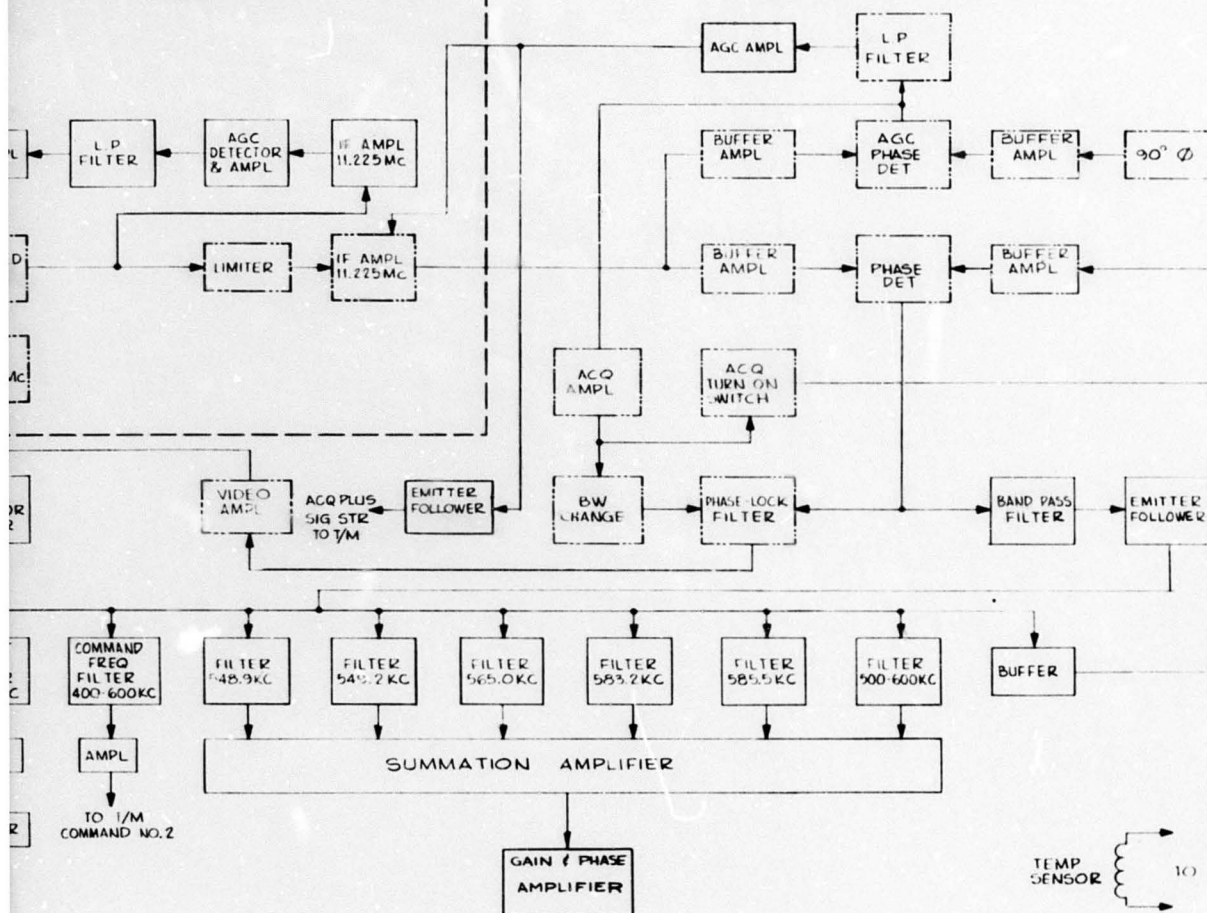 AGC AMPL
L.P
FILTER
L.P
FILTER
AGC
DETECTOR
& AMPL
IF AMPL
11.225MC
BUFFER
AMPL
AGC
PHASE
DET
BUFFER
AMPL
90° Ø
LIMITER
IF AMPL
11.225MC
BUFFER
AMPL
PHASE
DET
BUFFER
AMPL
MC
ACQ
AMPL
ACQ
TURN ON
SWITCH
VIDEO
AMPL
ACQ PLUS
SIG STR
TO T/M
EMITTER
FOLLOWER
BW
CHANGE
PHASE-LOCK
FILTER
BAND PASS
FILTER
EMITTER
FOLLOWER
COMMAND
FREQ
FILTER
400-600KC
FILTER
548.9KC
FILTER
FILTER
565.0KC
FILTER
583.2KC
FILTER
585.5KC
FILTER
500-600KC
BUFFER
AMPL
SUMMATION AMPLIFIER
TO T/M
COMMAND NO.2
GAIN & PHASE
AMPLIFIER
TEMP
SENSOR
TO